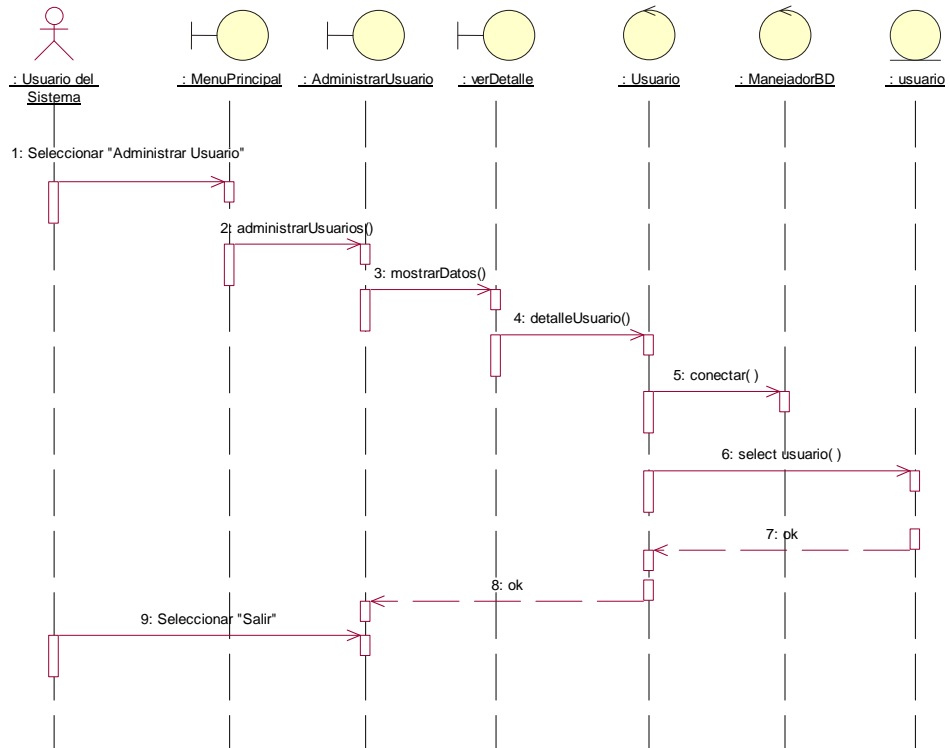 : Usuario del
Sistema
: MenuPrincipal
: AdministrarUsuario
: verDetalle
: Usuario
: ManejadorBD
: usuario
1: Seleccionar "Administrar Usuario"
2: administrarUsuarios()
3: mostrarDatos()
4: detalleUsuario()
5: conectar( )
6: select usuario( )
7: ok
8: ok
9: Seleccionar "Salir"